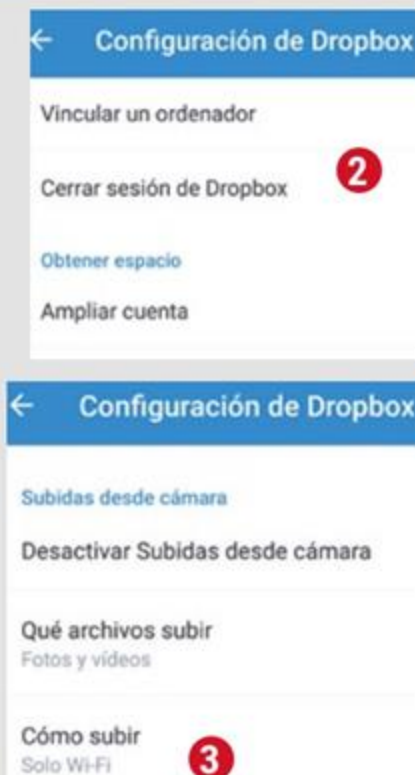 ← Configuración de Dropbox
Vincular un ordenador
Cerrar sesión de Dropbox
2
Obtener espacio
Ampliar cuenta
← Configuración de Dropbox
Subidas desde cámara
Desactivar Subidas desde cámara
Qué archivos subir
Fotos y vídeos
Cómo subir
Solo Wi-Fi
3